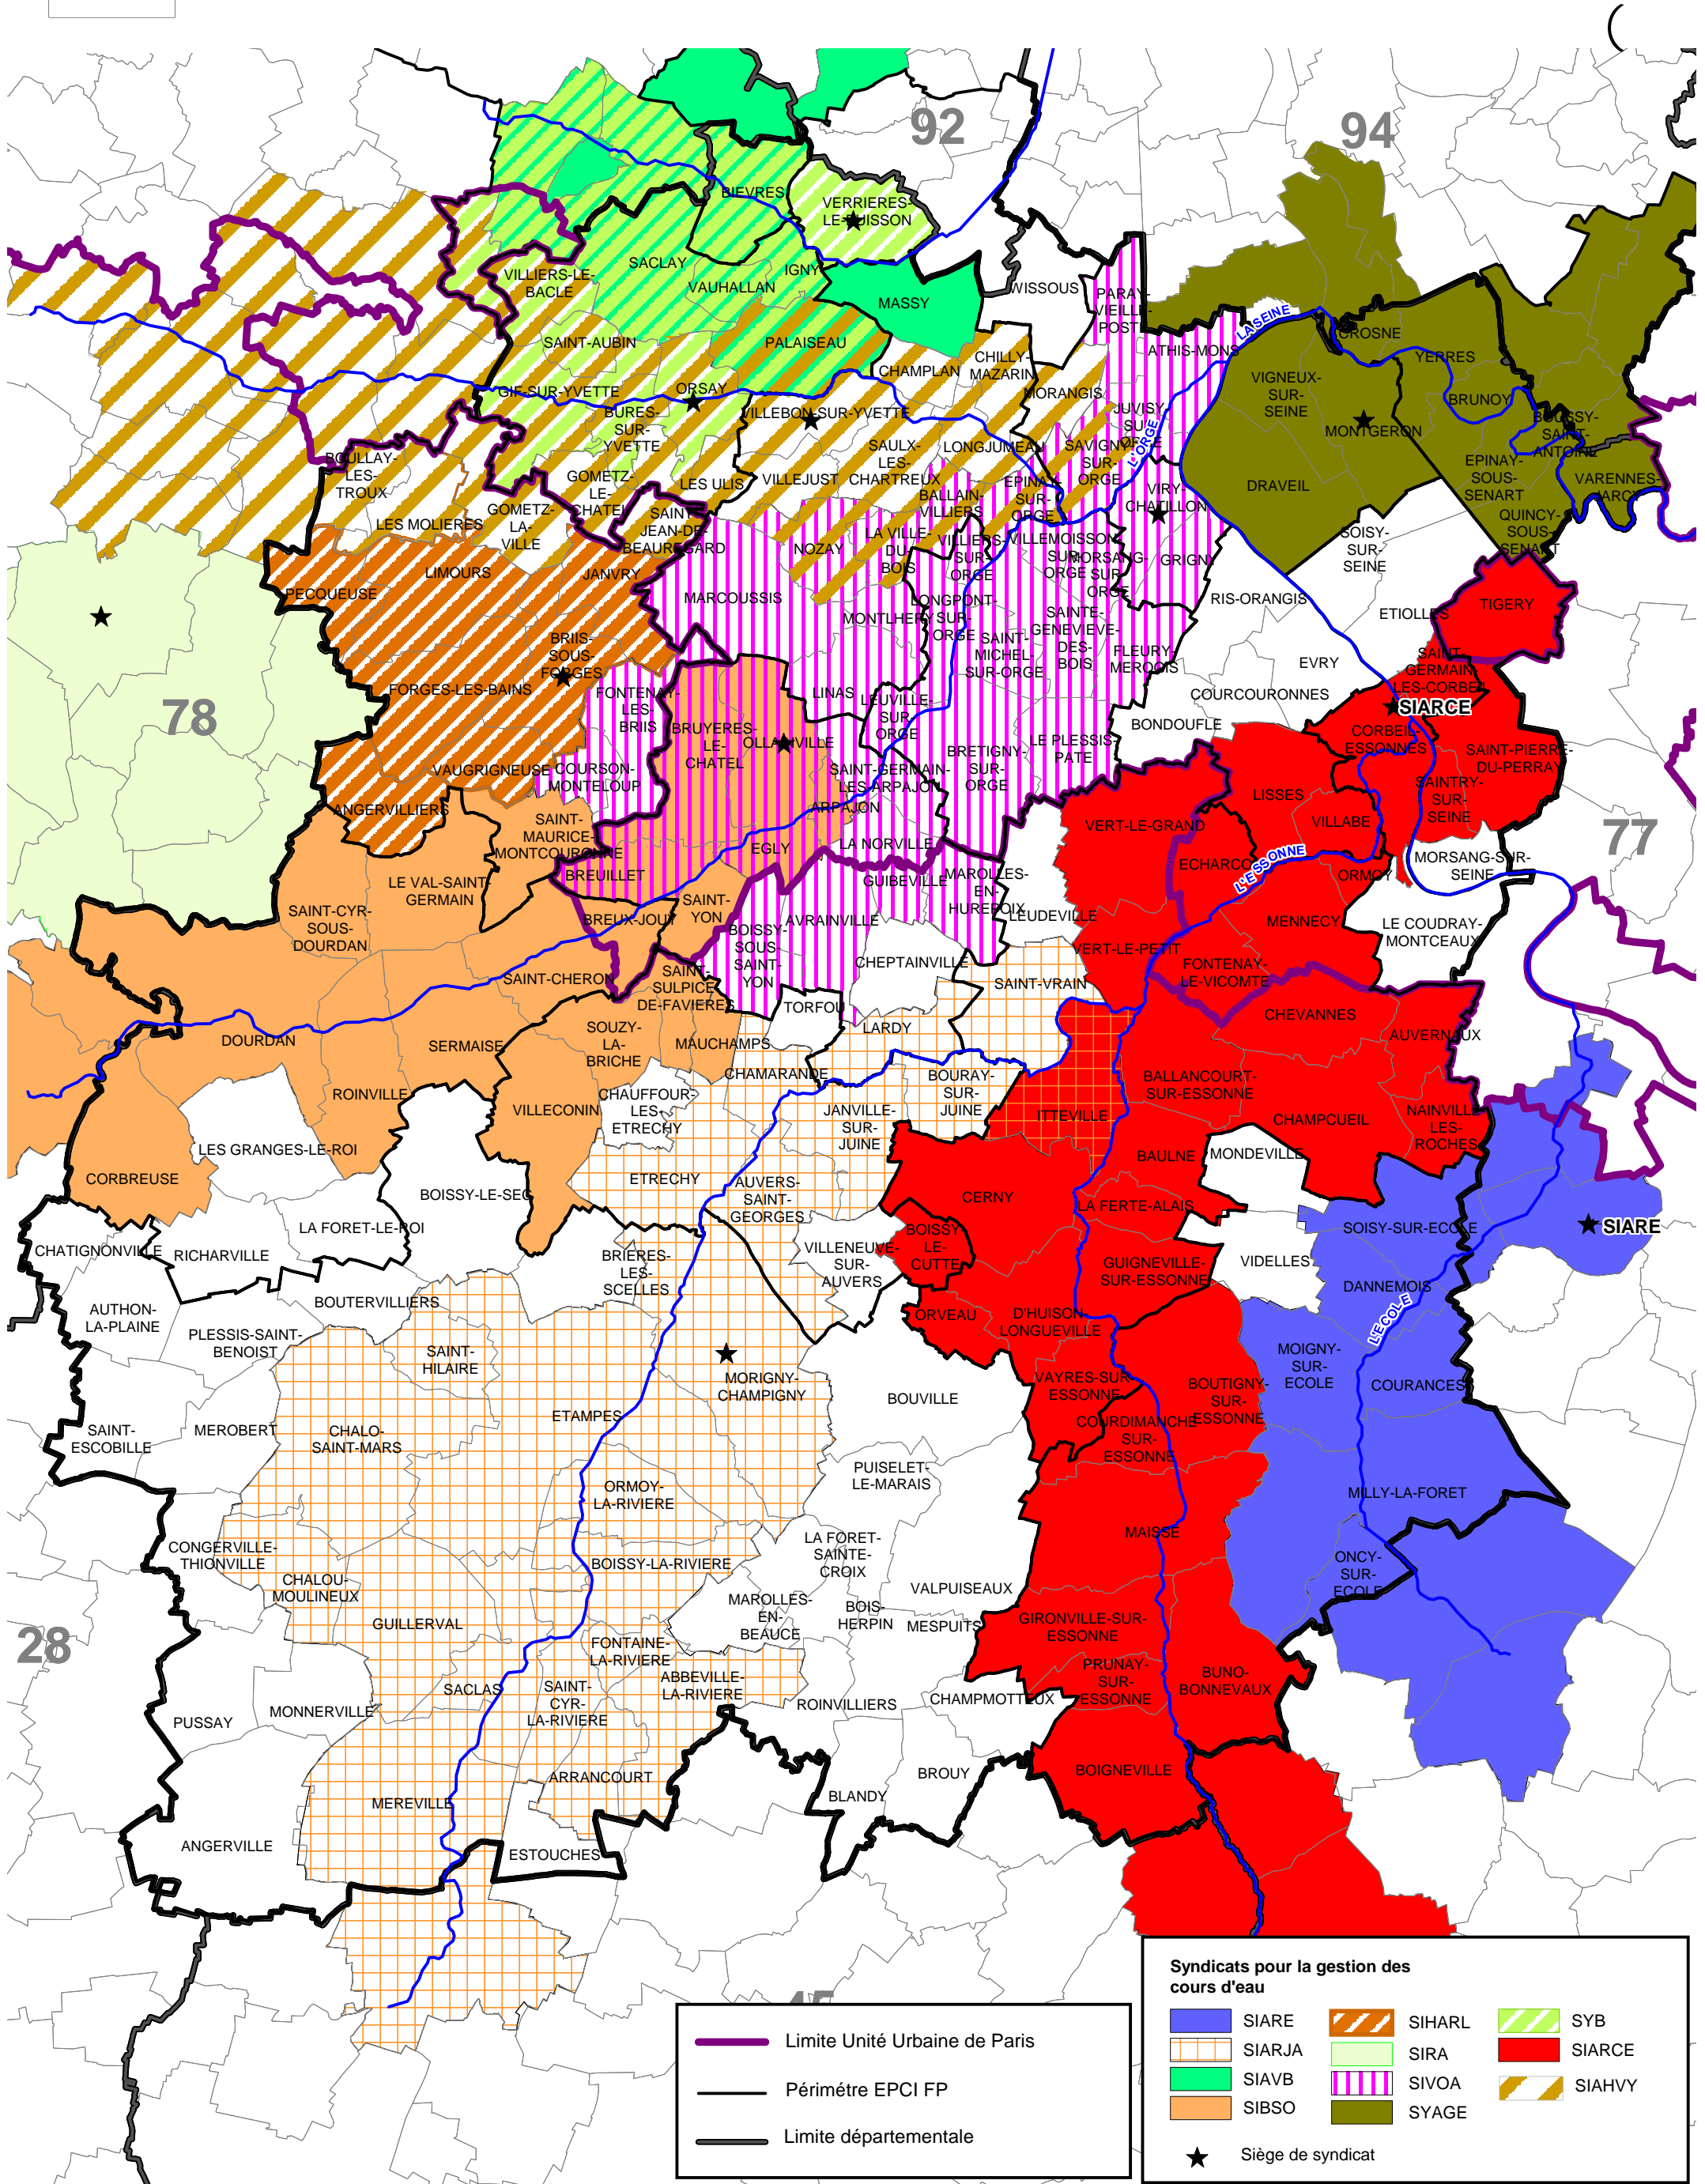 92
94
BIEVRES
VERRIERES-
LE-BUISSON
SACLAY
IGNY
VILLIERS-LE-
BACLE
VAUHALLAN
WISSOUS
MASSY
PARAY-
VIEILLE-
POSTE
LA SEINE
CROSNE
SAINT-AUBIN
PALAISEAU
ATHIS-MONS
YERRES
CHILLY-
MAZARIN
CHAMPLAN
VIGNEUX-
SUR-
SEINE
GIF-SUR-YVETTE
ORSAY
MORANGIS
BRUNOY
BURES-
SUR-
YVETTE
VILLEBON-SUR-YVETTE
JUVISY-
SUR-
ORGE
L'ORGE
MONTGERON
BOUSSY-
SAINT-
ANTOINE
SAULX-
LES-
CHARTREUX
LONGJUMEAU
SAVIGNY-
SUR-
ORGE
BOULLAY-
LES-
TROUX
EPINAY-
SOUS-
SENART
VARENNES-
JARCY
GOMETZ-
LE-
CHATEL
LES ULIS
VILLEJUST
BALLAIN-
VILLIERS
EPINAY-
SUR-
ORGE
VIRY-
CHATILLON
DRAVEIL
LES MOLIERES
GOMETZ-
LA-
VILLE
SAINT-
JEAN-DE-
BEAUREGARD
NOZAY
LA VILLE-
DU-
BOIS
VILLIERS-
SUR-
ORGE
VILLEMOISSON-
SUR-
ORGE
MORSANG-
SUR-
ORGE
GRIGNY
SOISY-
SUR-
SEINE
QUINCY-
SOUS-
SENART
LIMOURS
JANVRY
PECQUEUSE
MARCOUSSIS
MONTLHERY
LONGPONT-
SUR-
ORGE
RIS-ORANGIS
ETIOLLES
TIGERY
SAINTE-
GENEVIEVE-
DES-
BOIS
SAINT-
MICHEL-
SUR-ORGE
FLEURY-
MEROGIS
BRIIS-
SOUS-
FORGES
EVRY
SAINT-
GERMAIN-
LES-CORBEIL
FORGES-LES-BAINS
FONTENAY-
LES-
BRIIS
LINAS
LEUVILLE-
SUR-
ORGE
COURCOURONNES
SIARCE
78
BRUYERES-
LE-
CHATEL
OLLAINVILLE
BONDOUFLE
CORBEIL-
ESSONNES
SAINT-PIERRE-
DU-PERRAY
LE PLESSIS-
PATE
BRETIGNY-
SUR-
ORGE
VAUGRIGNEUSE
COURSON-
MONTELOUP
SAINT-GERMAIN-
LES-ARPAJON
SAINTRY-
SUR-
SEINE
LISSES
ANGERVILLIERS
ARPAJON
VILLABE
VERT-LE-GRAND
SAINT-
MAURICE-
MONTCOURONNE
EGLY
LA NORVILLE
77
L'ESSONNE
MORSANG-SUR-
SEINE
BREUILLET
GUIBEVILLE
MAROLLES-
EN-
HUREPOIX
ORMOY
LE VAL-SAINT-
GERMAIN
SAINT-CYR-
SOUS-
DOURDAN
BREUX-JOUY
SAINT-
YON
AVRAINVILLE
LEUDEVILLE
MENNECY
LE COUDRAY-
MONTCEAUX
BOISSY-
SOUS-
SAINT-
YON
VERT-LE-PETIT
CHEPTAINVILLE
FONTENAY-
LE-VICOMTE
SAINT-CHERON
SAINT-
SULPICE-
DE-FAVIERES
SAINT-VRAIN
TORFOU
CHEVANNES
LARDY
AUVERNAUX
DOURDAN
SERMAISE
SOUZY-
LA-
BRICHE
MAUCHAMPS
CHAMARANDE
BOURAY-
SUR-
JUINE
BALLANCOURT-
SUR-ESSONNE
ROINVILLE
VILLECONIN
CHAUFFOUR-
LES-
ETRECHY
JANVILLE-
SUR-
JUINE
ITTEVILLE
CHAMPCUEIL
NAINVILLE-
LES-
ROCHES
LES GRANGES-LE-ROI
BAULNE
MONDEVILLE
CORBREUSE
ETRECHY
BOISSY-LE-SEC
AUVERS-
SAINT-
GEORGES
CERNY
LA FERTE-ALAIS
SOISY-SUR-ECOLE
SIARE
LA FORET-LE-ROI
CHATIGNONVILLE
RICHARVILLE
VILLENEUVE-
SUR-
AUVERS
BOISSY-
LE-
CUTTE
BRIERES-
LES-
SCELLES
GUIGNEVILLE-
SUR-ESSONNE
VIDELLES
DANNEMOIS
BOUTERVILLIERS
AUTHON-
LA-PLAINE
ORVEAU
D'HUISON-
LONGUEVILLE
L'ECOLE
PLESSIS-SAINT-
BENOIST
SAINT-
HILAIRE
MOIGNY-
SUR-
ECOLE
MORIGNY-
CHAMPIGNY
VAYRES-SUR-
ESSONNE
BOUTIGNY-
SUR-
ESSONNE
COURANCES
BOUVILLE
ETAMPES
SAINT-
ESCOBILLE
MEROBERT
CHALO-
SAINT-MARS
COURDIMANCHE-
SUR-
ESSONNE
PUISELET-
LE-MARAIS
ORMOY-
LA-RIVIERE
MILLY-LA-FORET
MAISSE
CONGERVILLE-
THIONVILLE
LA FORET-
SAINTE-
CROIX
BOISSY-LA-RIVIERE
ONCY-
SUR-
ECOLE
CHALOU-
MOULINEUX
VALPUISEAUX
MAROLLES-
EN-
BEAUCE
BOIS-
HERPIN
MESPUITS
GUILLERVAL
GIRONVILLE-SUR-
ESSONNE
28
FONTAINE-
LA-RIVIERE
ABBEVILLE-
LA-RIVIERE
PRUNAY-
SUR-
ESSONNE
BUNO-
BONNEVAUX
SACLAS
SAINT-
CYR-
LA-RIVIERE
CHAMPMOTTEUX
ROINVILLIERS
MONNERVILLE
PUSSAY
ARRANCOURT
BROUY
BOIGNEVILLE
BLANDY
MEREVILLE
ANGERVILLE
ESTOUCHES
45
Limite Unité Urbaine de Paris
Périmétre EPCI FP
Limite départementale
Syndicats pour la gestion des
cours d'eau
SIARE
SIARJA
SIAVB
SIBSO
SIHARL
SIRA
SIVOA
SYAGE
SYB
SIARCE
SIAHVY
Siège de syndicat